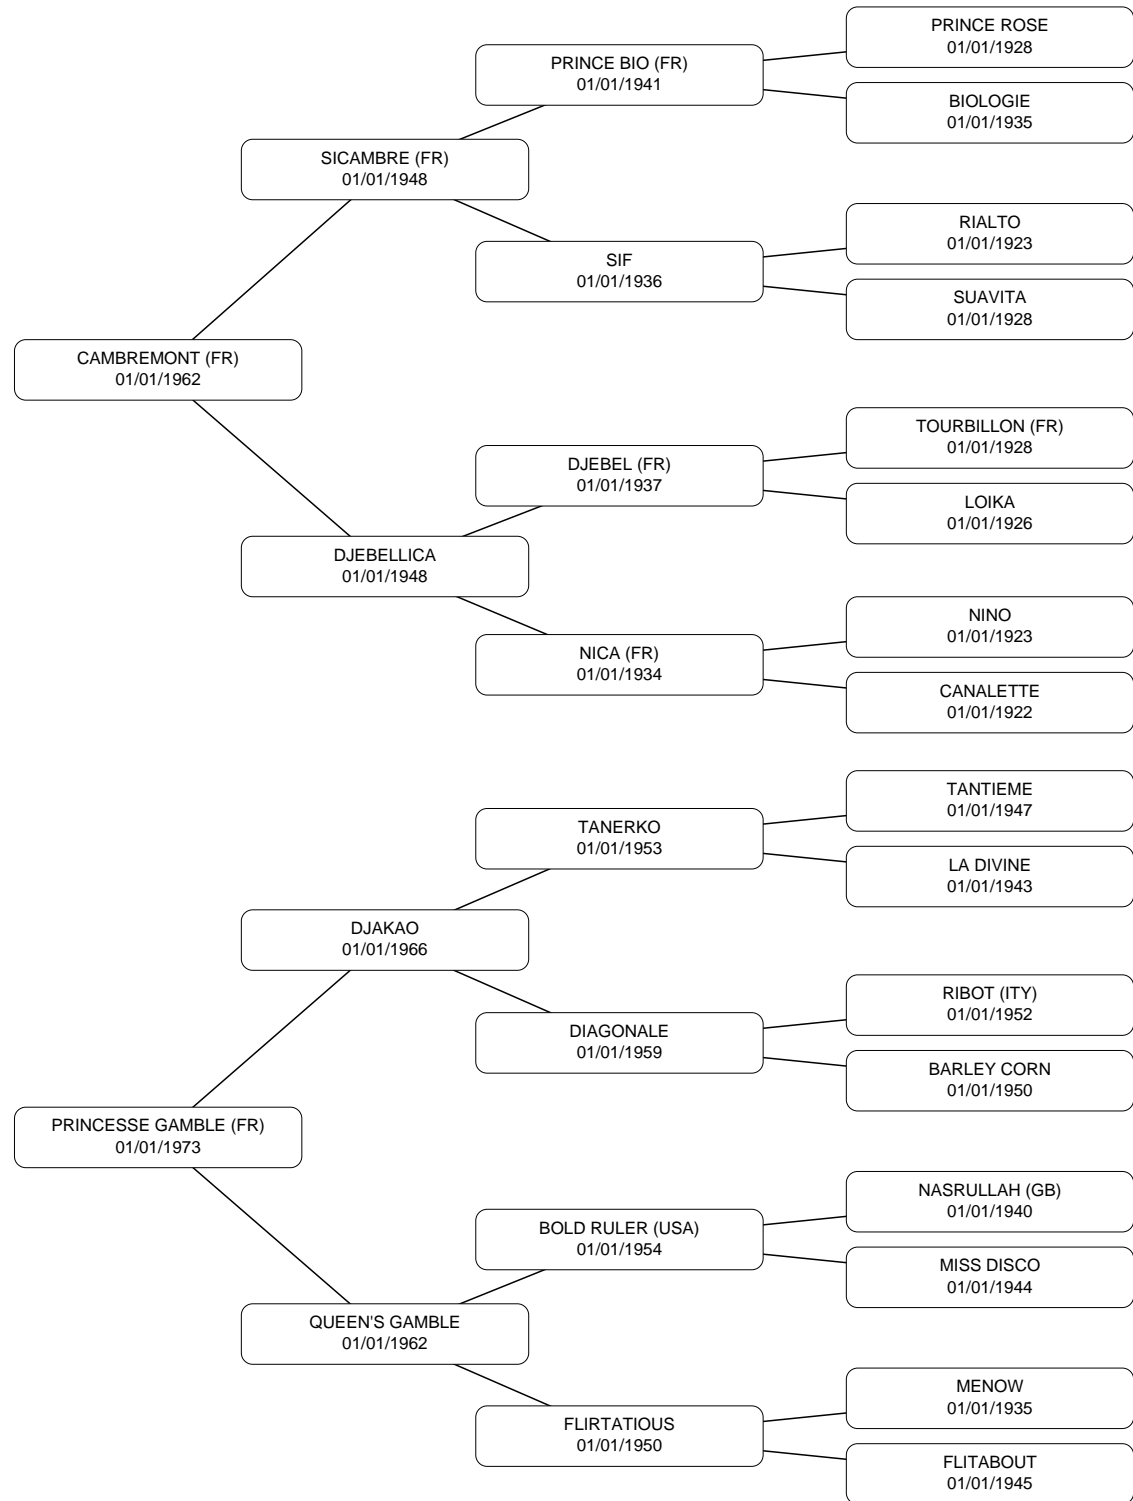 PRINCE ROSE
01/01/1928
PRINCE BIO (FR)
01/01/1941
BIOLOGIE
01/01/1935
SICAMBRE (FR)
01/01/1948
RIALTO
01/01/1923
SIF
01/01/1936
SUAVITA
01/01/1928
CAMBREMONT (FR)
01/01/1962
TOURBILLON (FR)
01/01/1928
DJEBEL (FR)
01/01/1937
LOIKA
01/01/1926
DJEBELLICA
01/01/1948
NINO
01/01/1923
NICA (FR)
01/01/1934
CANALETTE
01/01/1922
TANTIEME
01/01/1947
TANERKO
01/01/1953
LA DIVINE
01/01/1943
DJAKAO
01/01/1966
RIBOT (ITY)
01/01/1952
DIAGONALE
01/01/1959
BARLEY CORN
01/01/1950
PRINCESSE GAMBLE (FR)
01/01/1973
NASRULLAH (GB)
01/01/1940
BOLD RULER (USA)
01/01/1954
MISS DISCO
01/01/1944
QUEEN'S GAMBLE
01/01/1962
MENOW
01/01/1935
FLIRTATIOUS
01/01/1950
FLITABOUT
01/01/1945